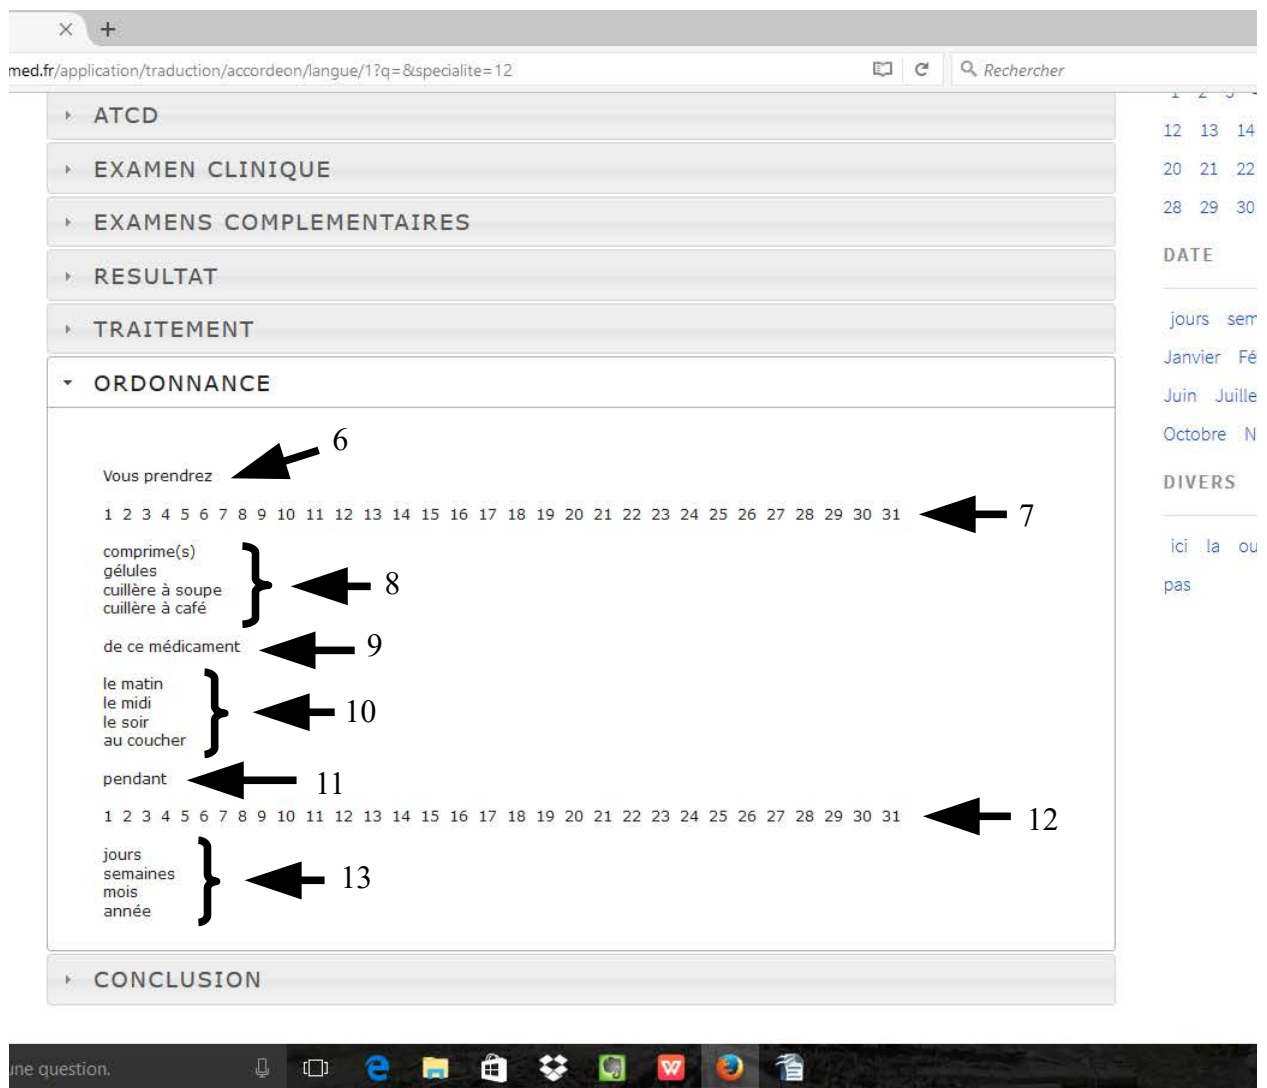 +
med.fr/application/traduction/accordeon/langue/1?q=&specialite=12
Rechercher
ATCD
EXAMEN CLINIQUE
EXAMENS COMPLEMENTAIRES
RESULTAT
TRAITEMENT
ORDONNANCE
6
Vous prendrez
1 2 3 4 5 6 7 8 9 10 11 12 13 14 15 16 17 18 19 20 21 22 23 24 25 26 27 28 29 30 31
7
comprime(s)
gélules
cuillère à soupe
cuillère à café
8
de ce médicament
9
le matin
le midi
le soir
au coucher
10
pendant
11
1 2 3 4 5 6 7 8 9 10 11 12 13 14 15 16 17 18 19 20 21 22 23 24 25 26 27 28 29 30 31
12
jours
semaines
mois
année
13
CONCLUSION
12 13 14
20 21 22
28 29 30
DATE
jours sem
Janvier Fé
Juin Juille
Octobre N
DIVERS
ici la ou
pas
une question.